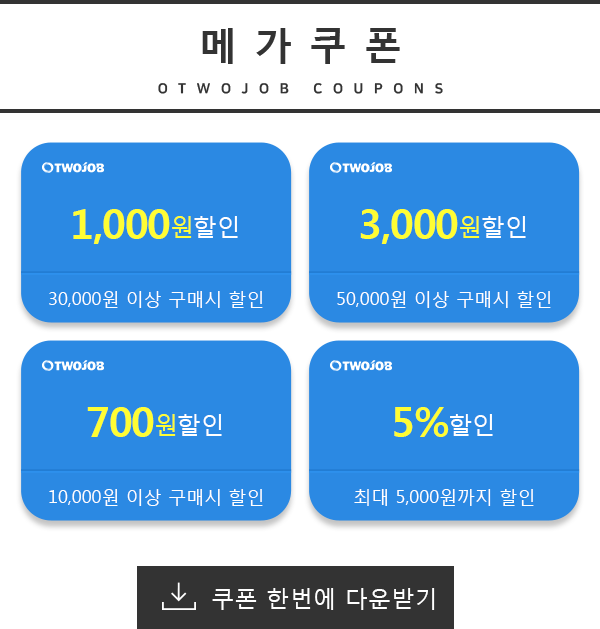 메가쿠폰
OTWOJOB COUPONS
OTWOJOB
1,000원할인
30,000원 이상 구매시 할인
OTWOJOB
3,000원할인
50,000원 이상 구매시 할인
OTWOJOB
700원할인
10,000원 이상 구매시 할인
OTWOJOB
5%할인
최대 5,000원까지 할인
쿠폰 한번에 다운받기